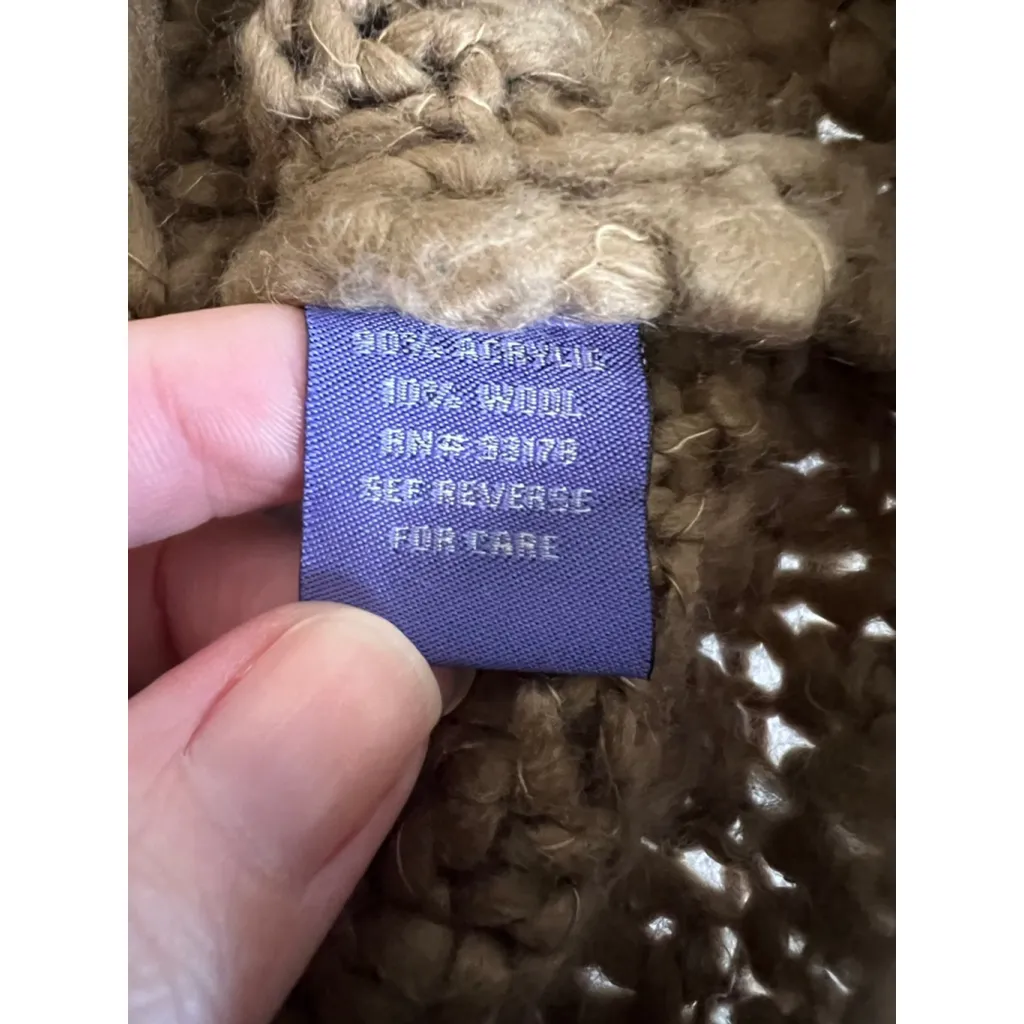 90% ACRYLIC
10% WOOL
RN# 33178
SEE REVERSE
FOR CARE